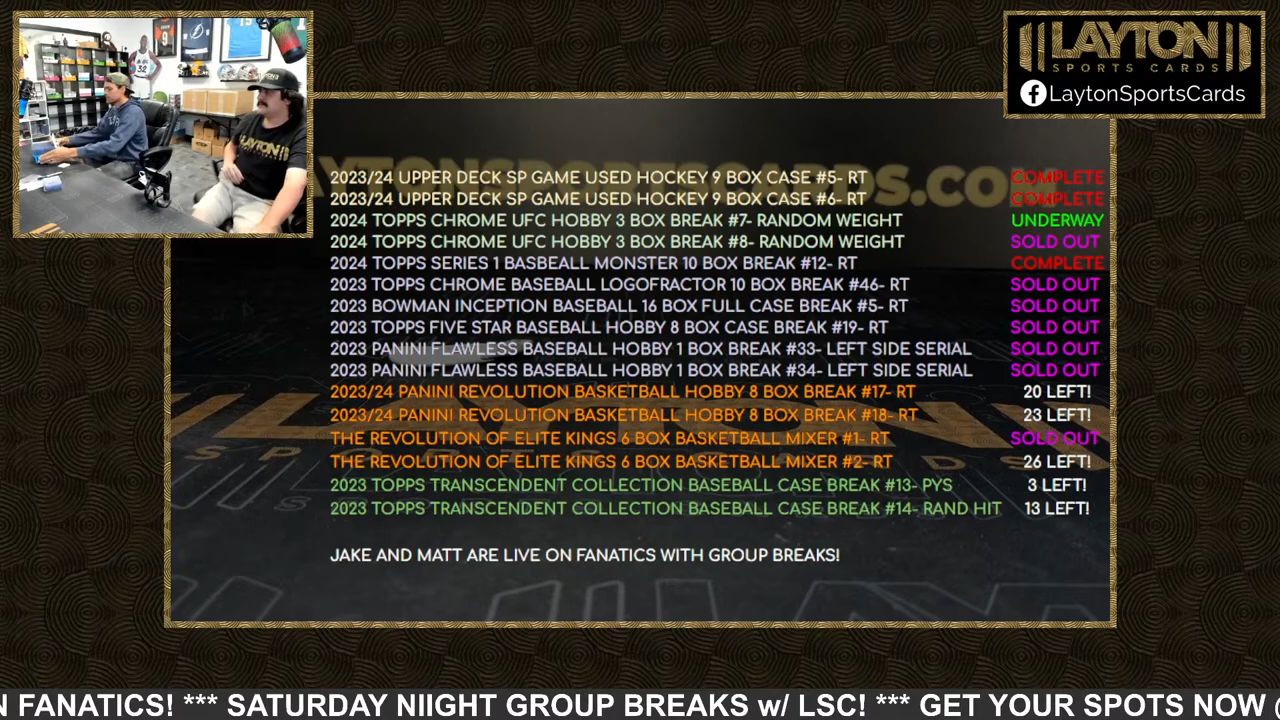 LAYTON
SPORTS CARDS
LaytonSportsCards
2023/24 UPPER DECK SP GAME USED HOCKEY 9 BOX CASE #5- RT COMPLETE
2023/24 UPPER DECK SP GAME USED HOCKEY 9 BOX CASE #6- RT COMPLETE
2024 TOPPS CHROME UFC HOBBY 3 BOX BREAK #7- RANDOM WEIGHT UNDERWAY
2024 TOPPS CHROME UFC HOBBY 3 BOX BREAK #8- RANDOM WEIGHT SOLD OUT
2024 TOPPS SERIES 1 BASBEALL MONSTER 10 BOX BREAK #12- RT COMPLETE
2023 TOPPS CHROME BASEBALL LOGOFRACTOR 10 BOX BREAK #46- RT SOLD OUT
2023 BOWMAN INCEPTION BASEBALL 16 BOX FULL CASE BREAK #5- RT SOLD OUT
2023 TOPPS FIVE STAR BASEBALL HOBBY 8 BOX CASE BREAK #19- RT SOLD OUT
2023 PANINI FLAWLESS BASEBALL HOBBY 1 BOX BREAK #33- LEFT SIDE SERIAL SOLD OUT
2023 PANINI FLAWLESS BASEBALL HOBBY 1 BOX BREAK #34- LEFT SIDE SERIAL SOLD OUT
2023/24 PANINI REVOLUTION BASKETBALL HOBBY 8 BOX BREAK #17- RT 20 LEFT!
2023/24 PANINI REVOLUTION BASKETBALL HOBBY 8 BOX BREAK #18- RT 23 LEFT!
THE REVOLUTION OF ELITE KINGS 6 BOX BASKETBALL MIXER #1- RT SOLD OUT
THE REVOLUTION OF ELITE KINGS 6 BOX BASKETBALL MIXER #2- RT 26 LEFT!
2023 TOPPS TRANSCENDENT COLLECTION BASEBALL CASE BREAK #13- PYS 3 LEFT!
2023 TOPPS TRANSCENDENT COLLECTION BASEBALL CASE BREAK #14- RAND HIT 13 LEFT!
JAKE AND MATT ARE LIVE ON FANATICS WITH GROUP BREAKS!
N FANATICS! *** SATURDAY NIIGHT GROUP BREAKS w/ LSC! *** GET YOUR SPOTS NOW